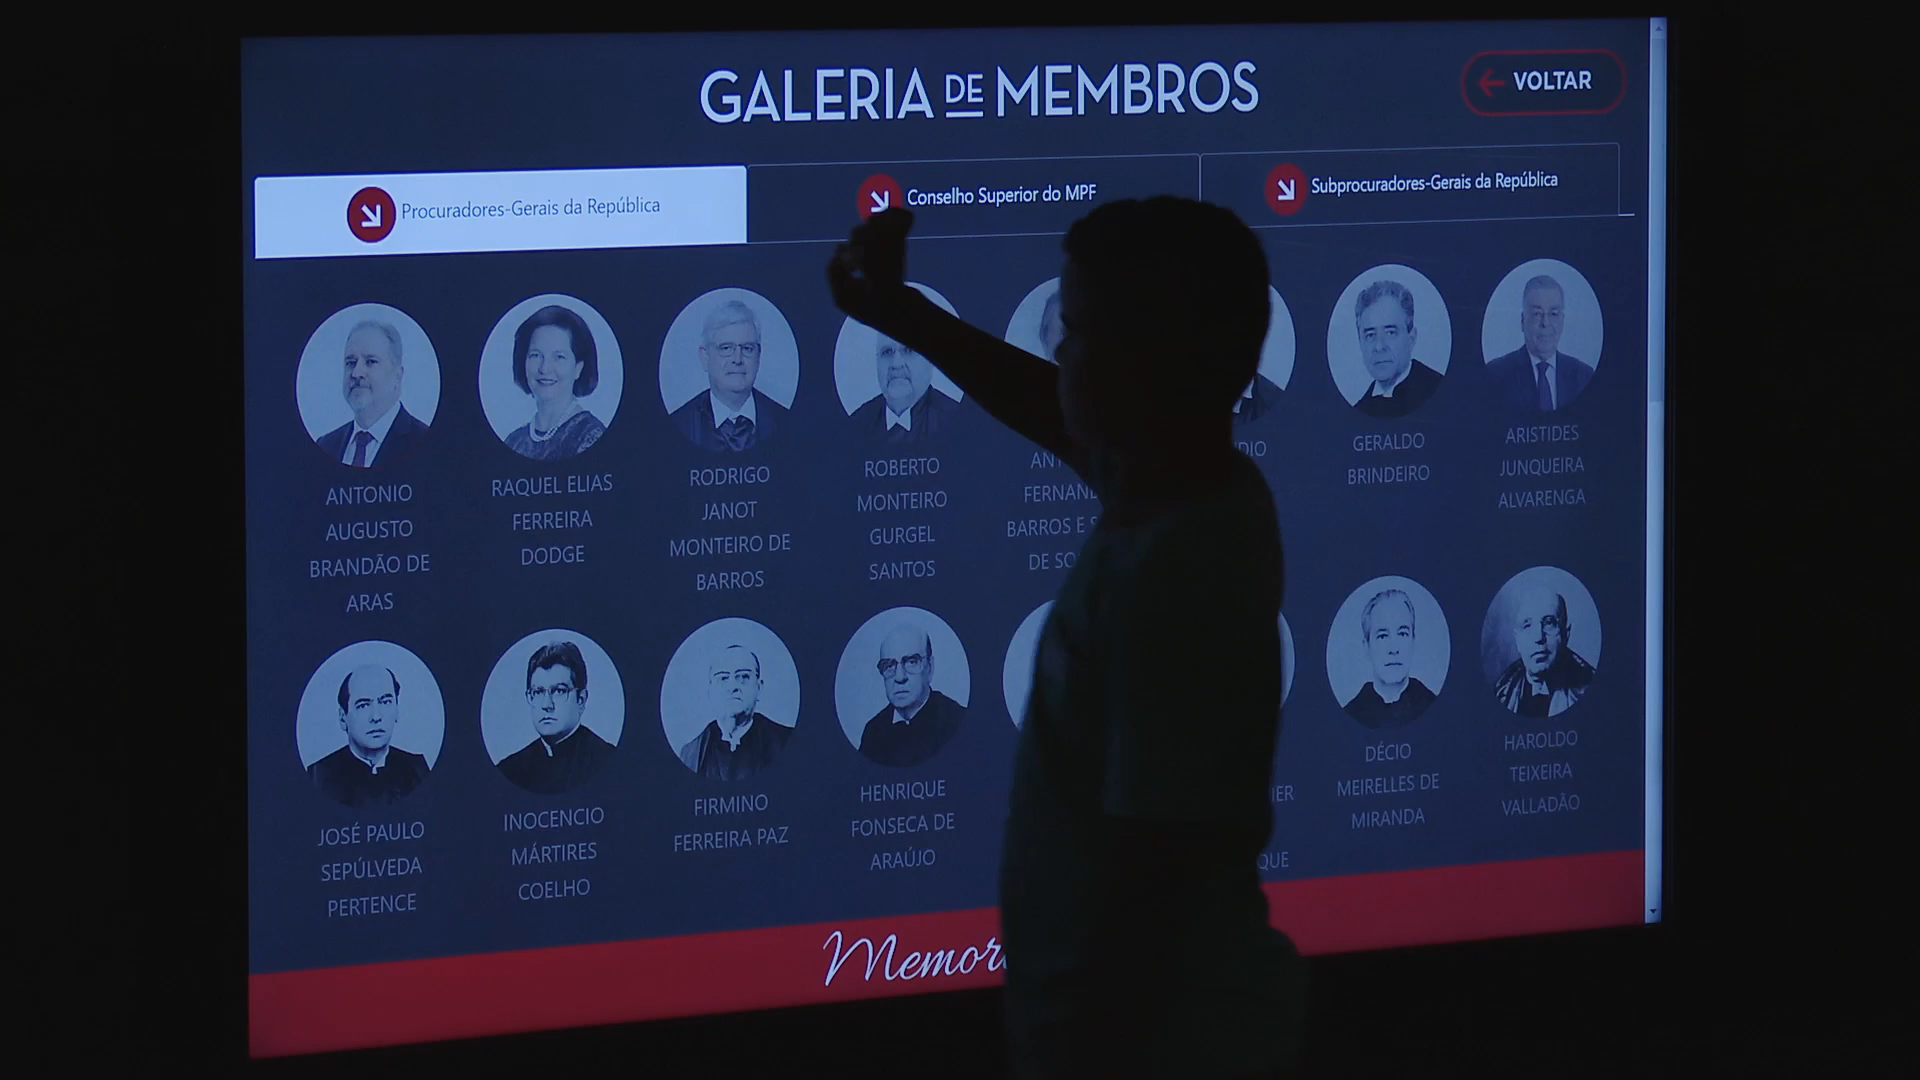 GALERIA DE MEMBROS
VOLTAR
Procuradores-Gerais da República
Conselho Superior do MPF
Subprocuradores-Gerais da República
ANTONIO
AUGUSTO
BRANDÃO DE
ARAS
RAQUEL ELIAS
FERREIRA
DODGE
RODRIGO
JANOT
MONTEIRO DE
BARROS
ROBERTO
MONTEIRO
GURGEL
SANTOS
BARROS E
DE
GERALDO
BRINDEIRO
ARISTIDES
JUNQUEIRA
ALVARENGA
JOSÉ PAULO
SEPÚLVEDA
PERTENCE
INOCENCIO
MÁRTIRES
COELHO
FIRMINO
FERREIRA PAZ
HENRIQUE
FONSECA DE
ARAÚJO
DÉCIO
MEIRELLES DE
MIRANDA
HAROLDO
TEIXEIRA
VALLADÃO